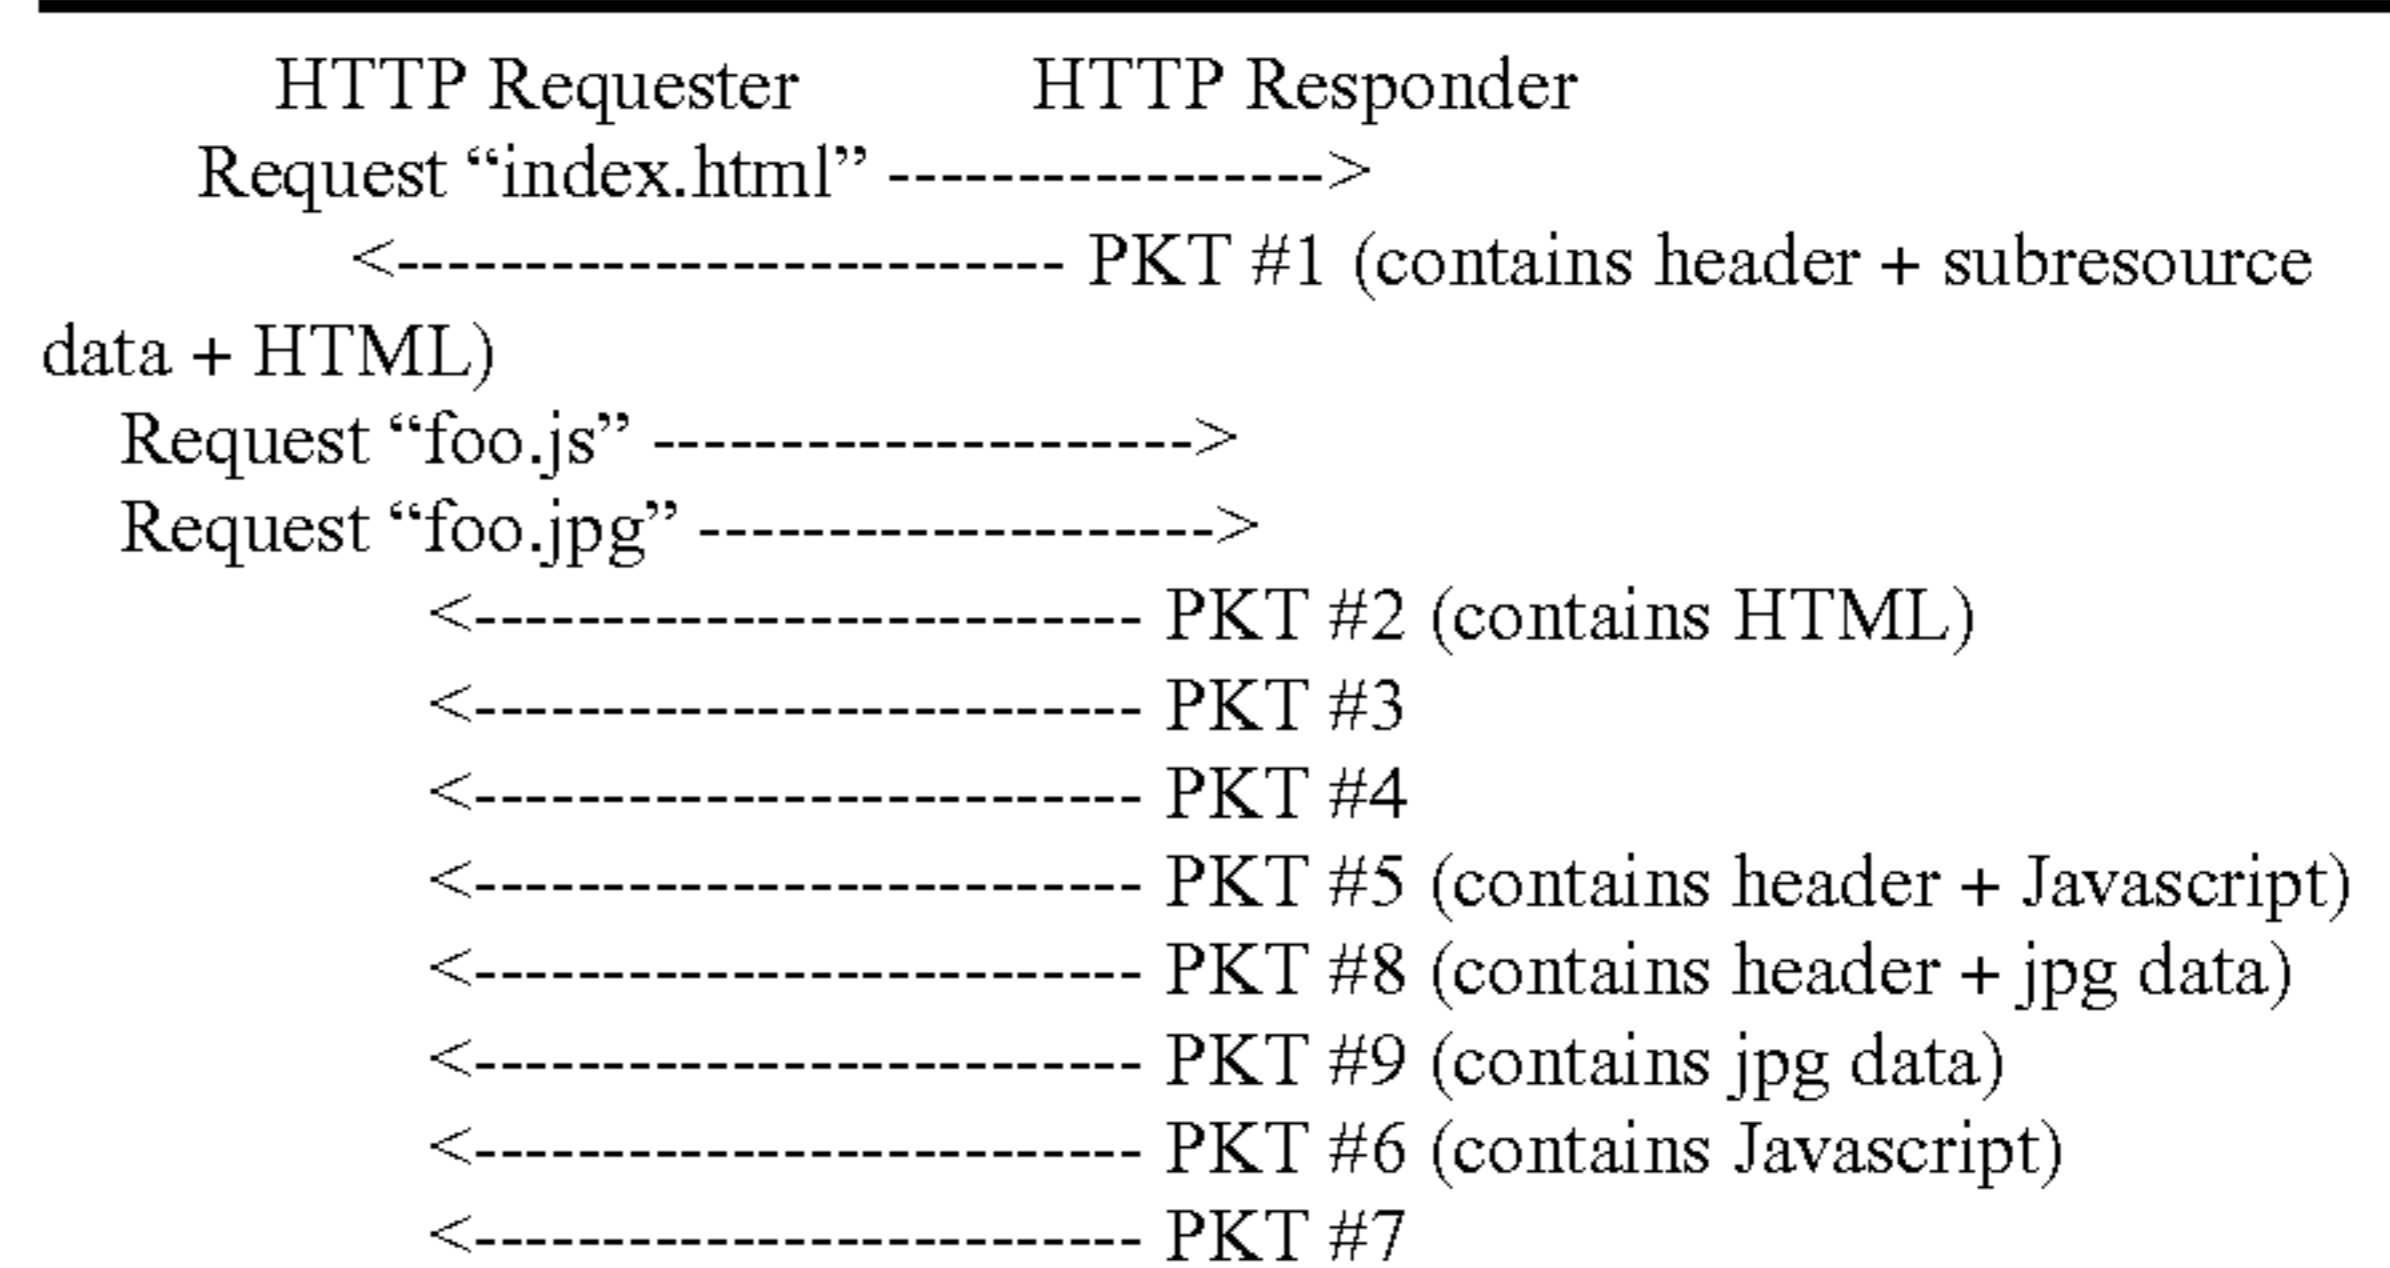 HTTP Requester HTTP Responder
Request “index.html” ----------------->
<-------------------------- PKT #1 (contains header + subresource
data + HTML)
Request “foo.js” --------------------->
Request “foo.jpg” -------------------->
<-------------------------- PKT #2 (contains HTML)
<-------------------------- PKT #3
<-------------------------- PKT #4
<-------------------------- PKT #5 (contains header + Javascript)
<-------------------------- PKT #8 (contains header + jpg data)
<-------------------------- PKT #9 (contains jpg data)
<-------------------------- PKT #6 (contains Javascript)
<-------------------------- PKT #7